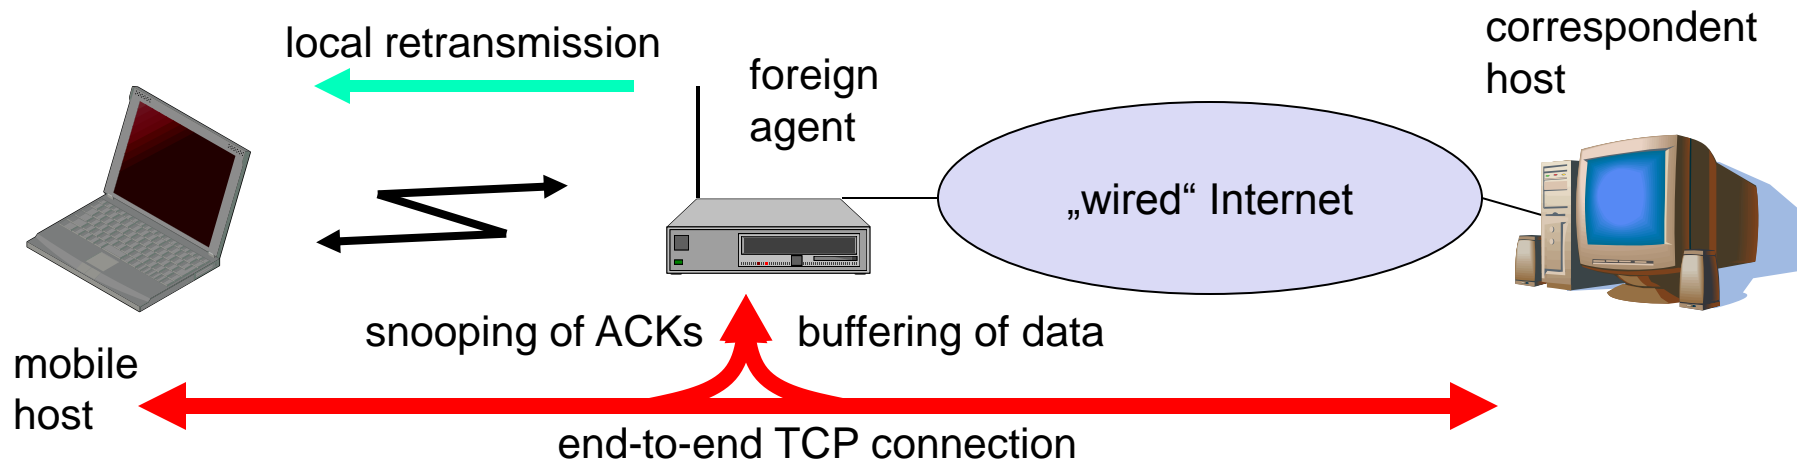 local retransmission
foreign
agent
correspondent
host
„wired“ Internet
snooping of ACKs
buffering of data
mobile
host
end-to-end TCP connection